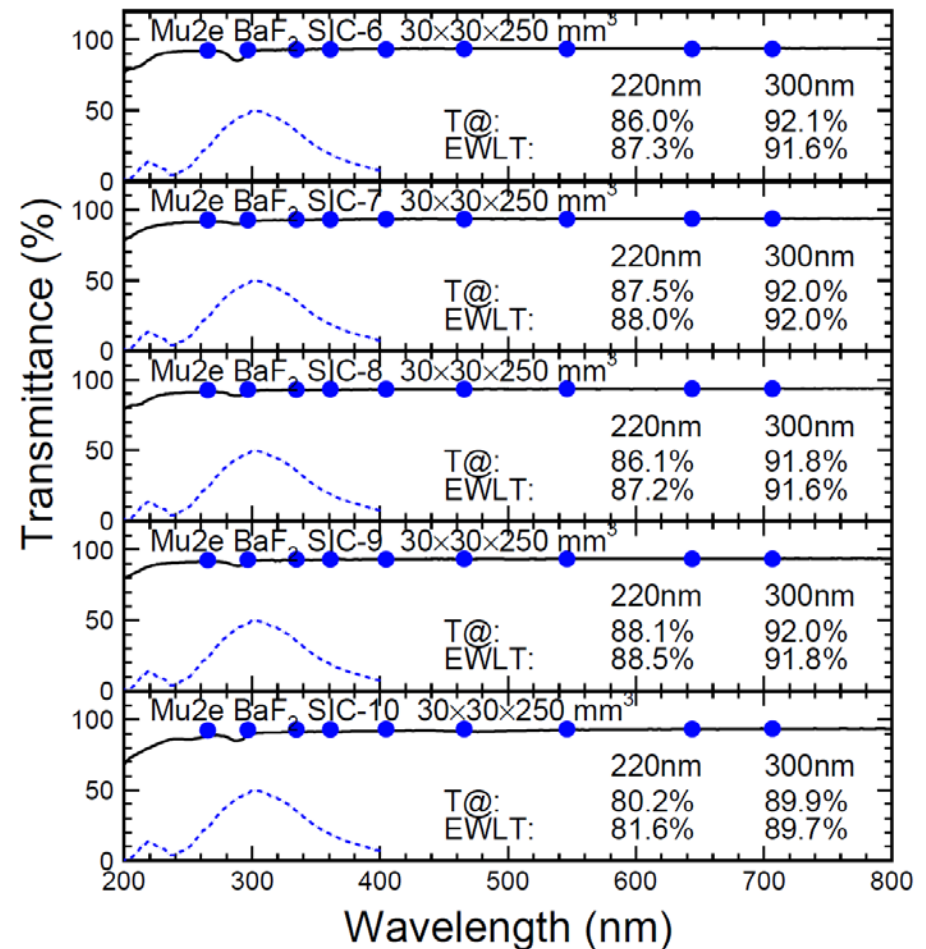 Mu2e BaF₂ SIC-6 30×30×250 mm³
220nm 300nm
T@: 86.0% 92.1%
EWLT: 87.3% 91.6%
Mu2e BaF₂ SIC-7 30×30×250 mm³
220nm 300nm
T@: 87.5% 92.0%
EWLT: 88.0% 92.0%
Mu2e BaF₂ SIC-8 30×30×250 mm³
220nm 300nm
T@: 86.1% 91.8%
EWLT: 87.2% 91.6%
Mu2e BaF₂ SIC-9 30×30×250 mm³
220nm 300nm
T@: 88.1% 92.0%
EWLT: 88.5% 91.8%
Mu2e BaF₂ SIC-10 30×30×250 mm³
220nm 300nm
T@: 80.2% 89.9%
EWLT: 81.6% 89.7%
100
50
0
100
50
0
100
50
0
100
50
0
100
50
0
200 300 400 500 600 700 800
Transmittance (%)
Wavelength (nm)